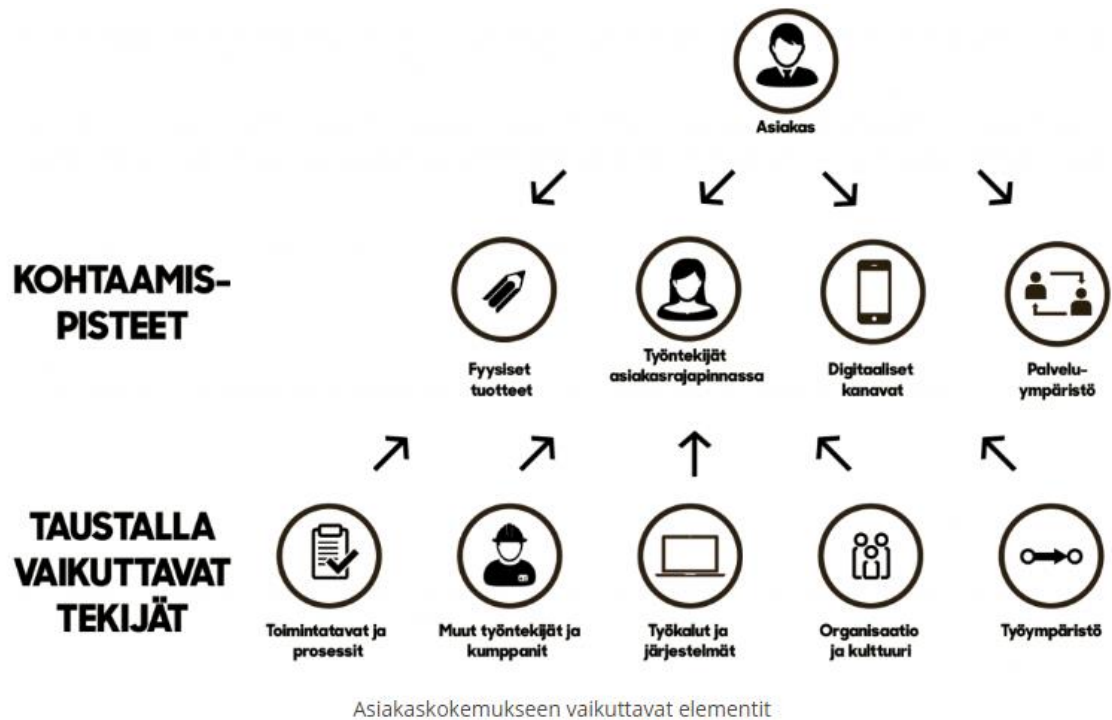 Asiakas
KOHTAAMIS-
PISTEET
Fyysiset
tuotteet
Työntekijät
asiakasrajapinnassa
Digitaaliset
kanavat
Palvelu-
ympäristö
TAUSTALLA
VAIKUTTAVAT
TEKIJÄT
Toimintatavat ja
prosessit
Muut työntekijät ja
kumppanit
Työkalut ja
järjestelmät
Organisaatio
ja kulttuuri
Työympäristö
Asiakaskokemukseen vaikuttavat elementit